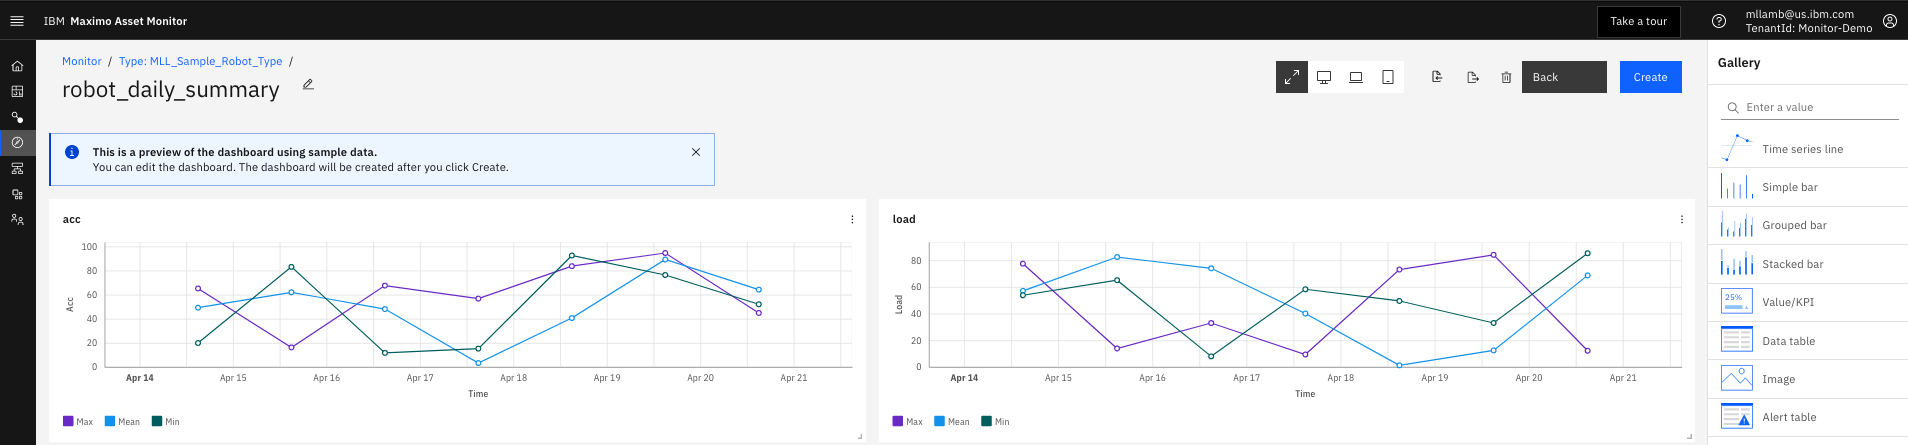 IBM Maximo Asset Monitor
Take a tour
mllamb@us.ibm.com
TenantId: Monitor-Demo
Monitor / Type: MLL_Sample_Robot_Type /
robot_daily_summary
Back
Create
This is a preview of the dashboard using sample data.
You can edit the dashboard. The dashboard will be created after you click Create.
acc
100
80
60
40
20
0
Acc
Apr 14 Apr 15 Apr 16 Apr 17 Apr 18 Apr 19 Apr 20 Apr 21
Time
Max Mean Min
load
80
60
40
20
0
Load
Apr 14 Apr 15 Apr 16 Apr 17 Apr 18 Apr 19 Apr 20 Apr 21
Time
Max Mean Min
Gallery
Enter a value
Time series line
Simple bar
Grouped bar
Stacked bar
25%
Value/KPI
Data table
Image
Alert table